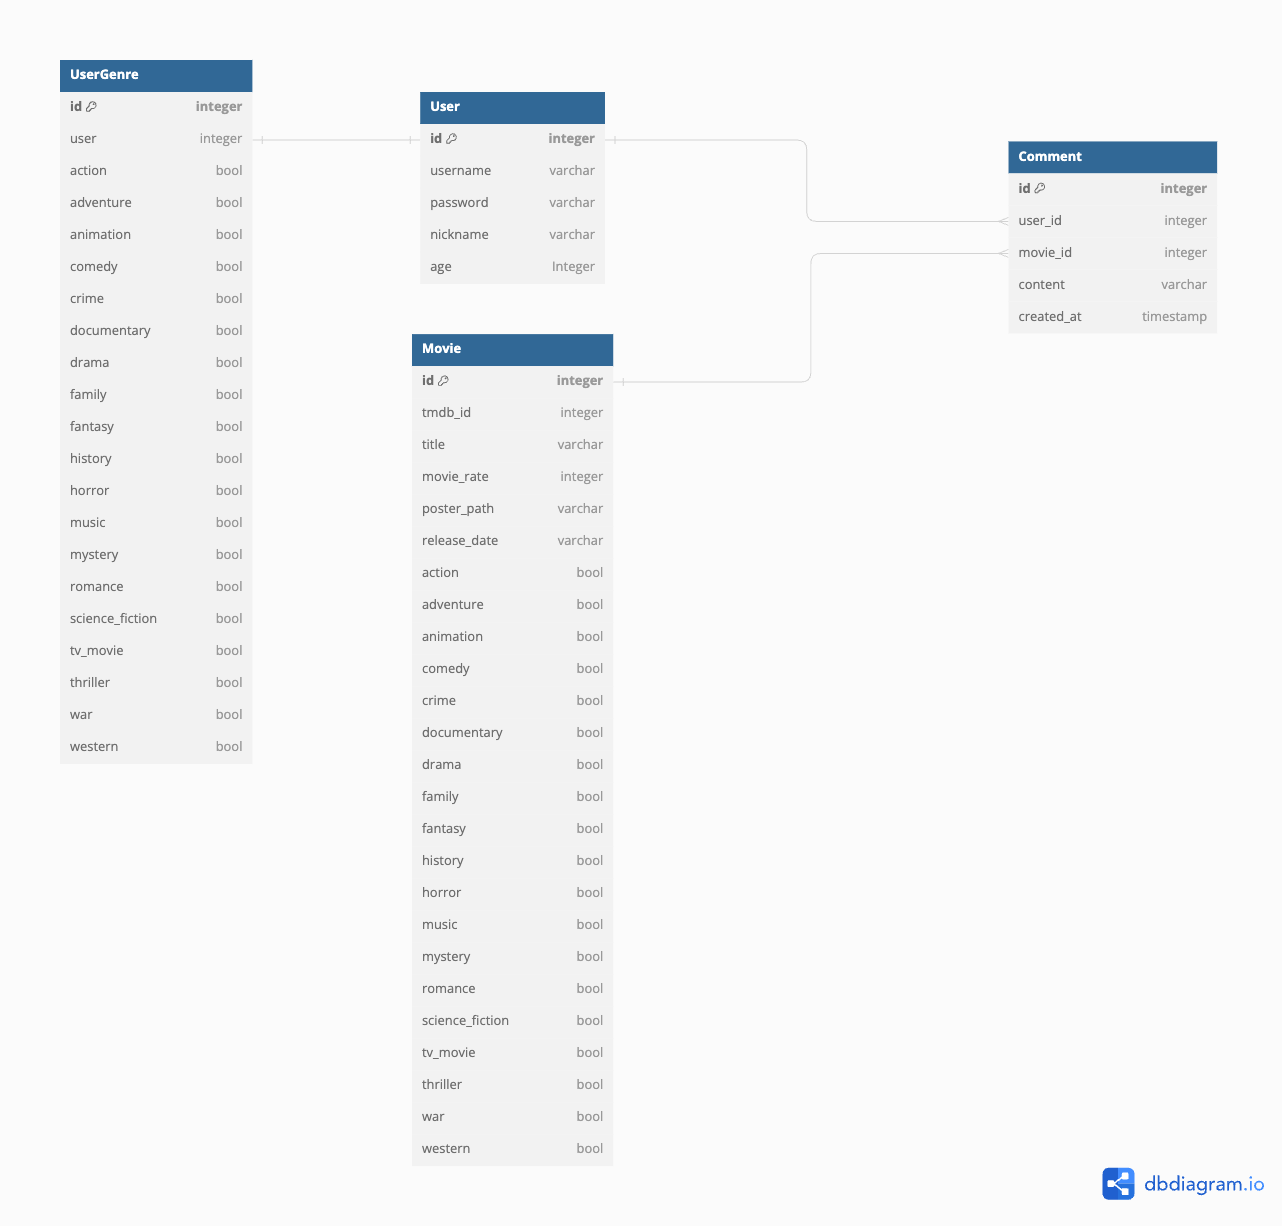 UserGenre
id integer
user integer
action bool
adventure bool
animation bool
comedy bool
crime bool
documentary bool
drama bool
family bool
fantasy bool
history bool
horror bool
music bool
mystery bool
romance bool
science_fiction bool
tv_movie bool
thriller bool
war bool
western bool
User
id integer
username varchar
password varchar
nickname varchar
age Integer
Movie
id integer
tmdb_id integer
title varchar
movie_rate integer
poster_path varchar
release_date varchar
action bool
adventure bool
animation bool
comedy bool
crime bool
documentary bool
drama bool
family bool
fantasy bool
history bool
horror bool
music bool
mystery bool
romance bool
science_fiction bool
tv_movie bool
thriller bool
war bool
western bool
Comment
id integer
user_id integer
movie_id integer
content varchar
created_at timestamp
dbdiagram.io